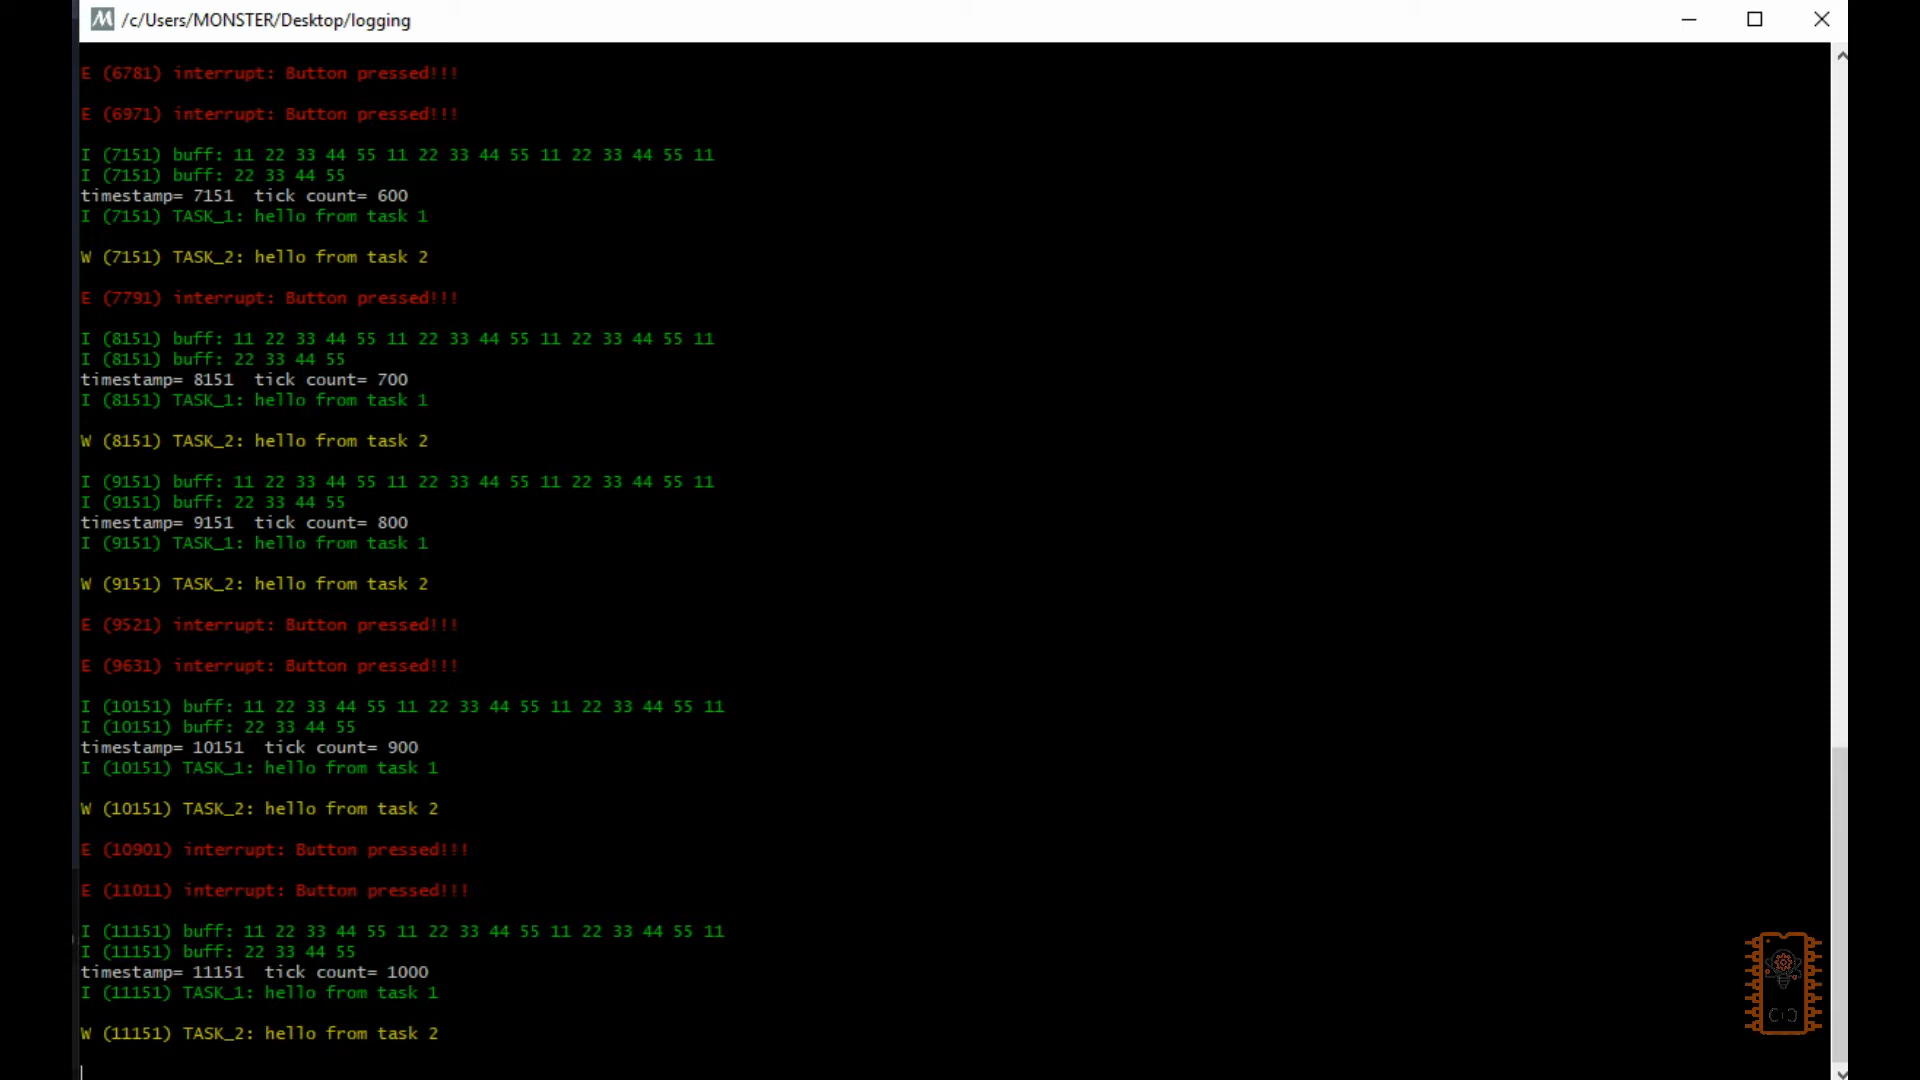 /c/Users/MONSTER/Desktop/logging
E (6781) interrupt: Button pressed!!!
E (6971) interrupt: Button pressed!!!
I (7151) buff: 11 22 33 44 55 11 22 33 44 55 11 22 33 44 55 11
I (7151) buff: 22 33 44 55
timestamp= 7151  tick count= 600
I (7151) TASK_1: hello from task 1
W (7151) TASK_2: hello from task 2
E (7791) interrupt: Button pressed!!!
I (8151) buff: 11 22 33 44 55 11 22 33 44 55 11 22 33 44 55 11
I (8151) buff: 22 33 44 55
timestamp= 8151  tick count= 700
I (8151) TASK_1: hello from task 1
W (8151) TASK_2: hello from task 2
I (9151) buff: 11 22 33 44 55 11 22 33 44 55 11 22 33 44 55 11
I (9151) buff: 22 33 44 55
timestamp= 9151  tick count= 800
I (9151) TASK_1: hello from task 1
W (9151) TASK_2: hello from task 2
E (9521) interrupt: Button pressed!!!
E (9631) interrupt: Button pressed!!!
I (10151) buff: 11 22 33 44 55 11 22 33 44 55 11 22 33 44 55 11
I (10151) buff: 22 33 44 55
timestamp= 10151  tick count= 900
I (10151) TASK_1: hello from task 1
W (10151) TASK_2: hello from task 2
E (10901) interrupt: Button pressed!!!
E (11011) interrupt: Button pressed!!!
I (11151) buff: 11 22 33 44 55 11 22 33 44 55 11 22 33 44 55 11
I (11151) buff: 22 33 44 55
timestamp= 11151  tick count= 1000
I (11151) TASK_1: hello from task 1
W (11151) TASK_2: hello from task 2